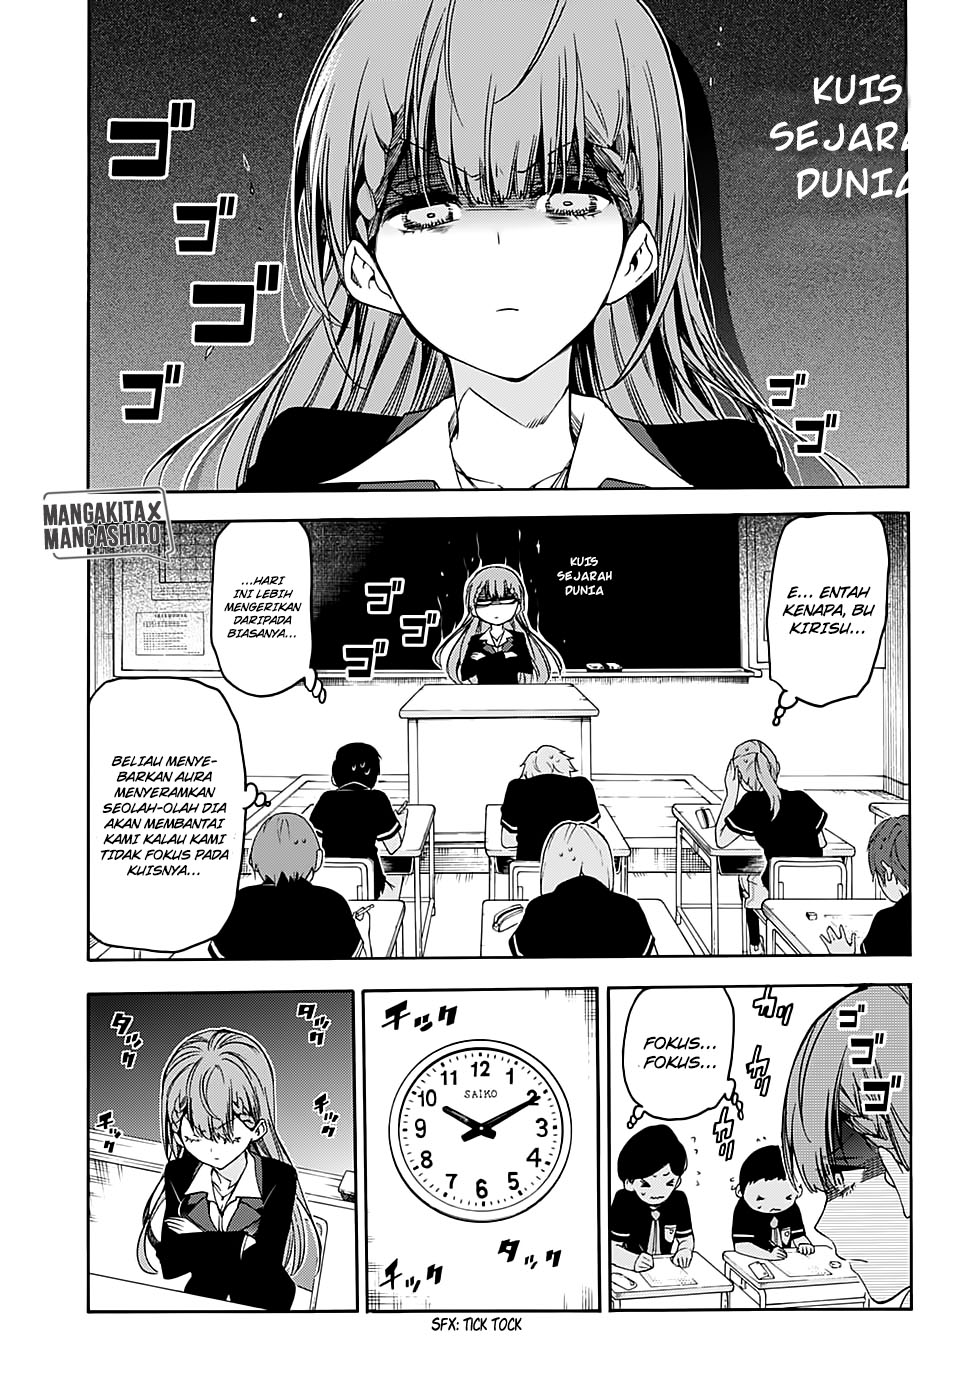 KUIS
SEJARA
DUNIA
ゴ
ゴ
ゴ
ゴ
ゴ
MANGAKITA X
MANGASHIRO
E... ENTAH
KENAPA, BU
KIRISU...
KUIS
SEJARAH
DUNIA
...HARI
INI LEBIH
MENGERIKAN
DARIPADA
BIASANYA...
ゴ
ゴ
ゴ
BELIAU MENYE-
BARKAN AURA
MENYERAMKAN
SEOLAH-OLAH DIA
AKAN MEMBANTAI
KAMI KALAU KAMI
TIDAK FOKUS PADA
KUISNYA...
ゴ
ゴ
ゴ
カリ
カリ
FOKUS...
FOKUS...
チック
12
11 1
10 2
SAIKO
9 3
8 4
7 5
6
タック
チック
タック
タック
チック
チック
SFX: TICK TOCK